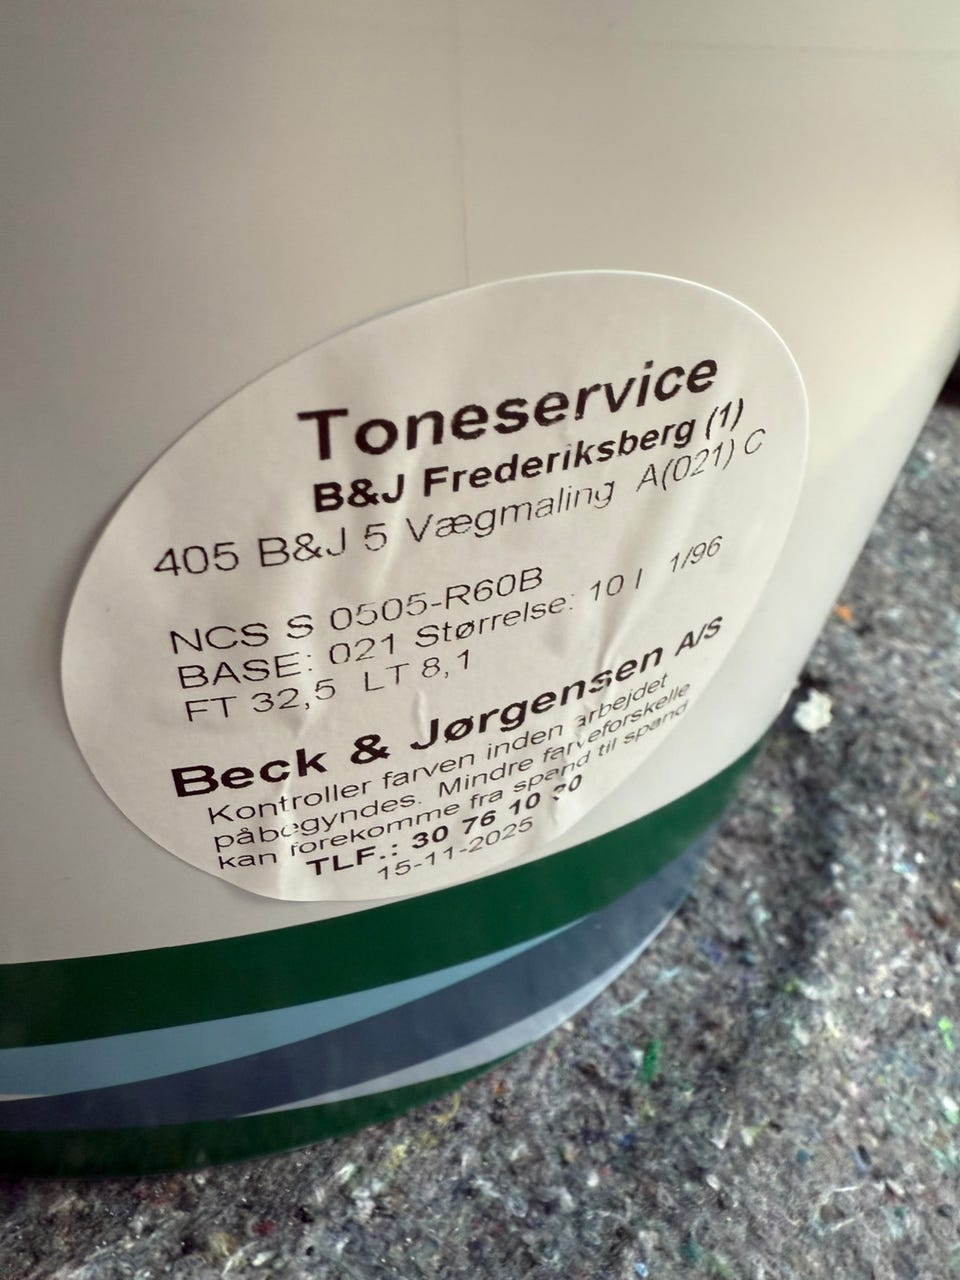 Toneservice
B&J Frederiksberg (1)
405 B&J 5 Vægmaling A(021) C
NCS S 0505-R60B
BASE: 021 Størrelse: 10 l 1/96
FT 32,5 LT 8,1
Beck & Jørgensen A/S
Kontroller farven inden arbejdet
påbegyndes. Mindre farveforskelle
kan forekomme fra spand til spand
TLF.: 30 76 10
15-11-2025